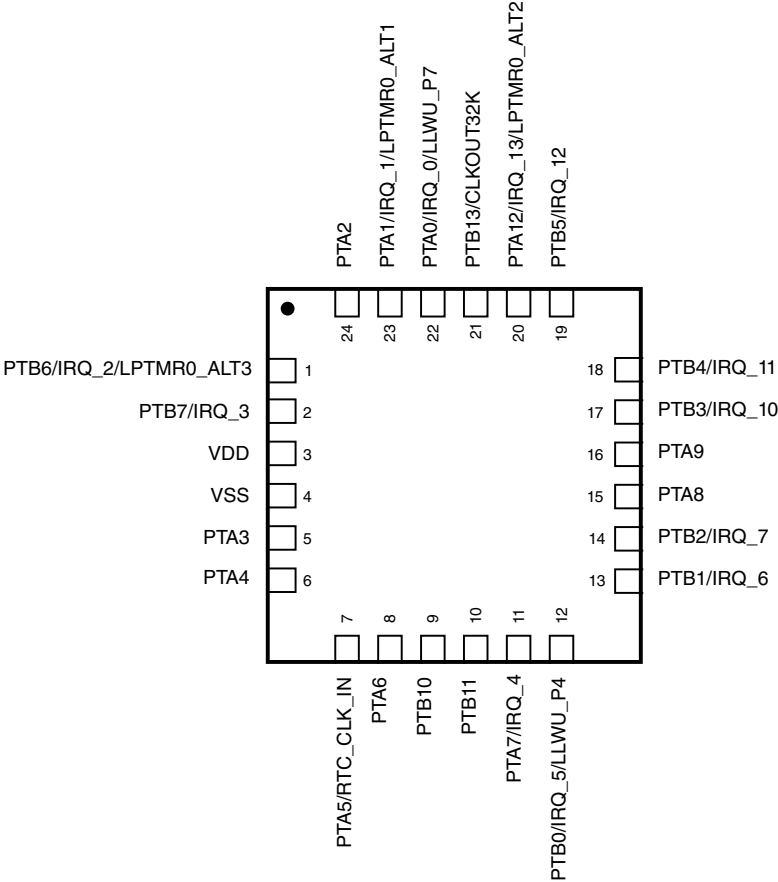 PTA2
PTA1/IRQ_1/LPTMR0_ALT1
PTA0/IRQ_0/LLWU_P7
PTB13/CLKOUT32K
PTA12/IRQ_13/LPTMR0_ALT2
PTB5/IRQ_12
24
23
22
21
20
19
PTB6/IRQ_2/LPTMR0_ALT3 1
PTB7/IRQ_3 2
VDD 3
VSS 4
PTA3 5
PTA4 6
18 PTB4/IRQ_11
17 PTB3/IRQ_10
16 PTA9
15 PTA8
14 PTB2/IRQ_7
13 PTB1/IRQ_6
7
8
9
10
11
12
PTA5/RTC_CLK_IN
PTA6
PTB10
PTB11
PTA7/IRQ_4
PTB0/IRQ_5/LLWU_P4